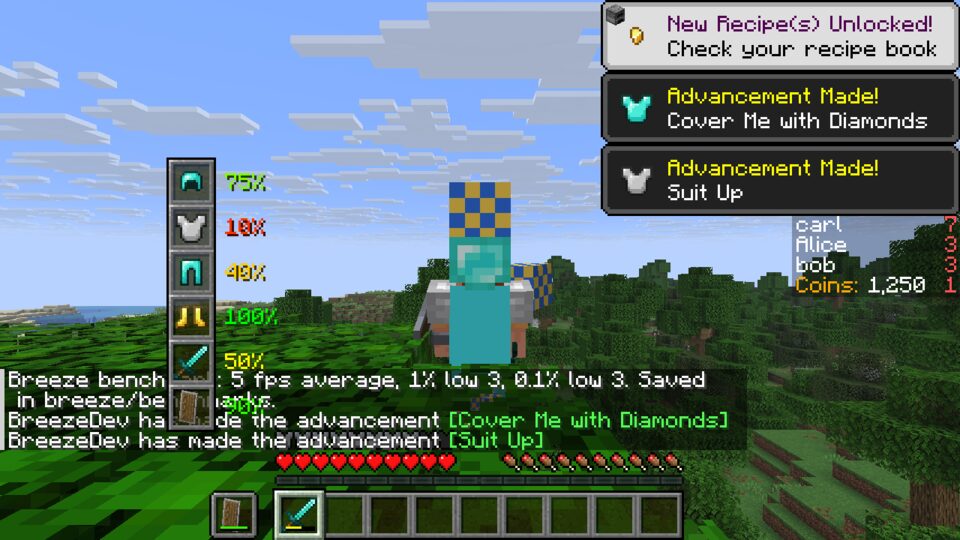 New Recipe(s) Unlocked!
Check your recipe book
Advancement Made!
Cover Me with Diamonds
Advancement Made!
Suit Up
carl 7
Alice 3
bob 3
Coins: 1,250 1
75%
10%
49%
100%
50%
90%
Breeze bench : 5 fps average, 1% low 3, 0.1% low 3. Saved
in breeze/be marks.
BreezeDev ha de the advancement [Cover Me with Diamonds]
BreezeDev has made the advancement [Suit Up]